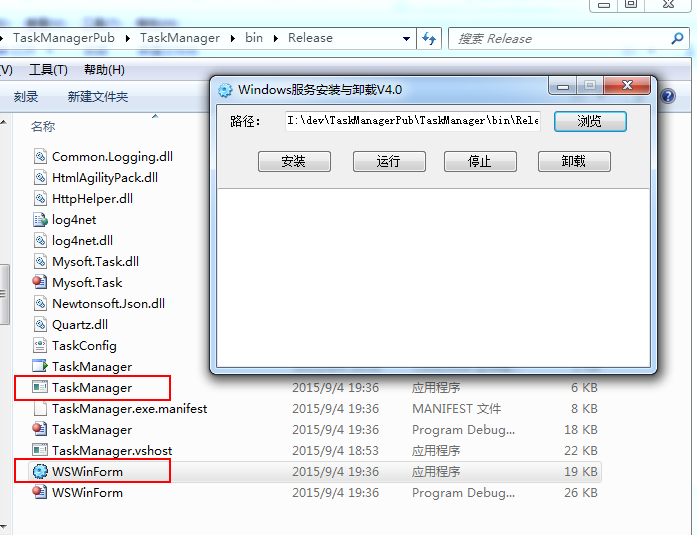 TaskManagerPub TaskManager bin Release 搜索 Release
(V) 工具(T) 帮助(H)
刻录 新建文件夹
Windows服务安装与卸载V4.0
路径： I:\dev\TaskManagerPub\TaskManager\bin\Rele 浏览
安装 运行 停止 卸载
名称
Common.Logging.dll
HtmlAgilityPack.dll
HttpHelper.dll
log4net
log4net.dll
Mysoft.Task.dll
Mysoft.Task
Newtonsoft.Json.dll
Quartz.dll
TaskConfig
TaskManager
TaskManager 2015/9/4 19:36 应用程序 6 KB
TaskManager.exe.manifest 2015/9/4 19:36 MANIFEST 文件 8 KB
TaskManager 2015/9/4 19:36 Program Debug... 22 KB
TaskManager.vshost 2015/9/4 18:53 应用程序 22 KB
WSWinForm 2015/9/4 19:36 应用程序 19 KB
WSWinForm 2015/9/4 19:36 Program Debug... 26 KB